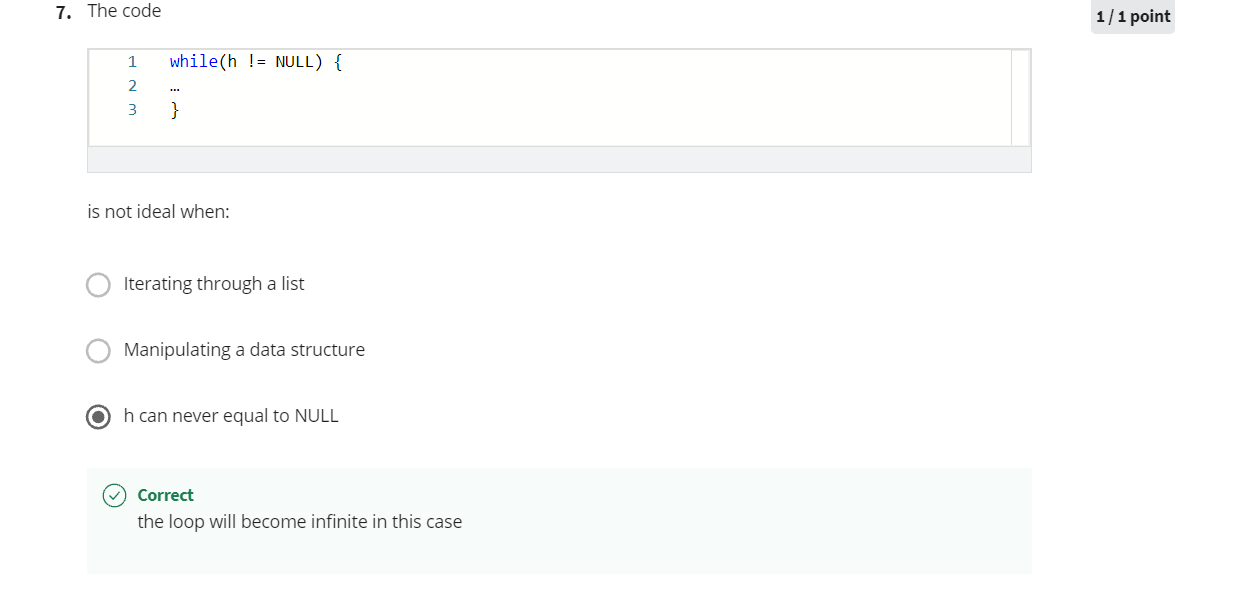 7. The code
1 / 1 point
1 while(h != NULL) {
2 …
3 }
is not ideal when:
Iterating through a list
Manipulating a data structure
h can never equal to NULL
Correct
the loop will become infinite in this case